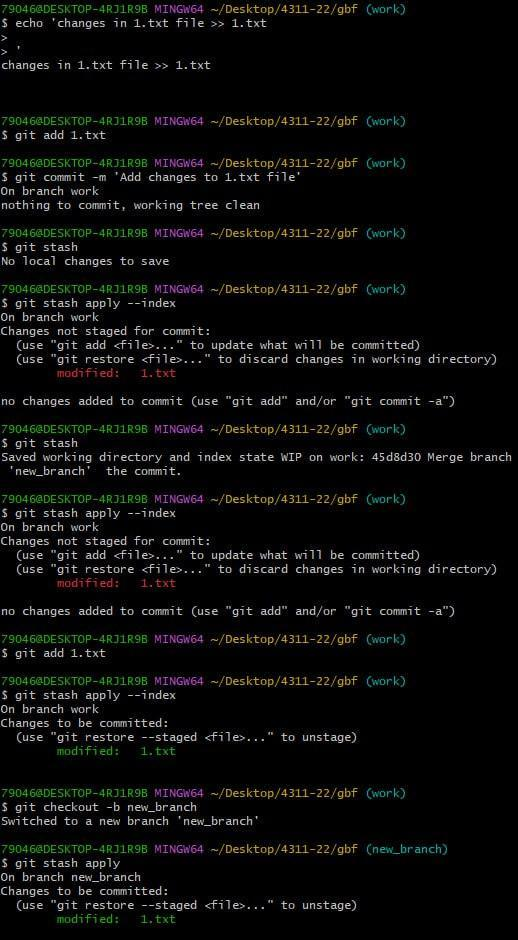 79046@DESKTOP-4RJ1R9B MINGW64 ~/Desktop/4311-22/gbf (work)
$ echo 'changes in 1.txt file >> 1.txt
>
> '
changes in 1.txt file >> 1.txt
79046@DESKTOP-4RJ1R9B MINGW64 ~/Desktop/4311-22/gbf (work)
$ git add 1.txt
79046@DESKTOP-4RJ1R9B MINGW64 ~/Desktop/4311-22/gbf (work)
$ git commit -m 'Add changes to 1.txt file'
On branch work
nothing to commit, working tree clean
79046@DESKTOP-4RJ1R9B MINGW64 ~/Desktop/4311-22/gbf (work)
$ git stash
No local changes to save
79046@DESKTOP-4RJ1R9B MINGW64 ~/Desktop/4311-22/gbf (work)
$ git stash apply --index
On branch work
Changes not staged for commit:
  (use "git add <file>..." to update what will be committed)
  (use "git restore <file>..." to discard changes in working directory)
        modified:   1.txt
no changes added to commit (use "git add" and/or "git commit -a")
79046@DESKTOP-4RJ1R9B MINGW64 ~/Desktop/4311-22/gbf (work)
$ git stash
Saved working directory and index state WIP on work: 45d8d30 Merge branch
 'new_branch'  the commit.
79046@DESKTOP-4RJ1R9B MINGW64 ~/Desktop/4311-22/gbf (work)
$ git stash apply --index
On branch work
Changes not staged for commit:
  (use "git add <file>..." to update what will be committed)
  (use "git restore <file>..." to discard changes in working directory)
        modified:   1.txt
no changes added to commit (use "git add" and/or "git commit -a")
79046@DESKTOP-4RJ1R9B MINGW64 ~/Desktop/4311-22/gbf (work)
$ git add 1.txt
79046@DESKTOP-4RJ1R9B MINGW64 ~/Desktop/4311-22/gbf (work)
$ git stash apply --index
On branch work
Changes to be committed:
  (use "git restore --staged <file>..." to unstage)
        modified:   1.txt
79046@DESKTOP-4RJ1R9B MINGW64 ~/Desktop/4311-22/gbf (work)
$ git checkout -b new_branch
Switched to a new branch 'new_branch'
79046@DESKTOP-4RJ1R9B MINGW64 ~/Desktop/4311-22/gbf (new_branch)
$ git stash apply
On branch new_branch
Changes to be committed:
  (use "git restore --staged <file>..." to unstage)
        modified:   1.txt